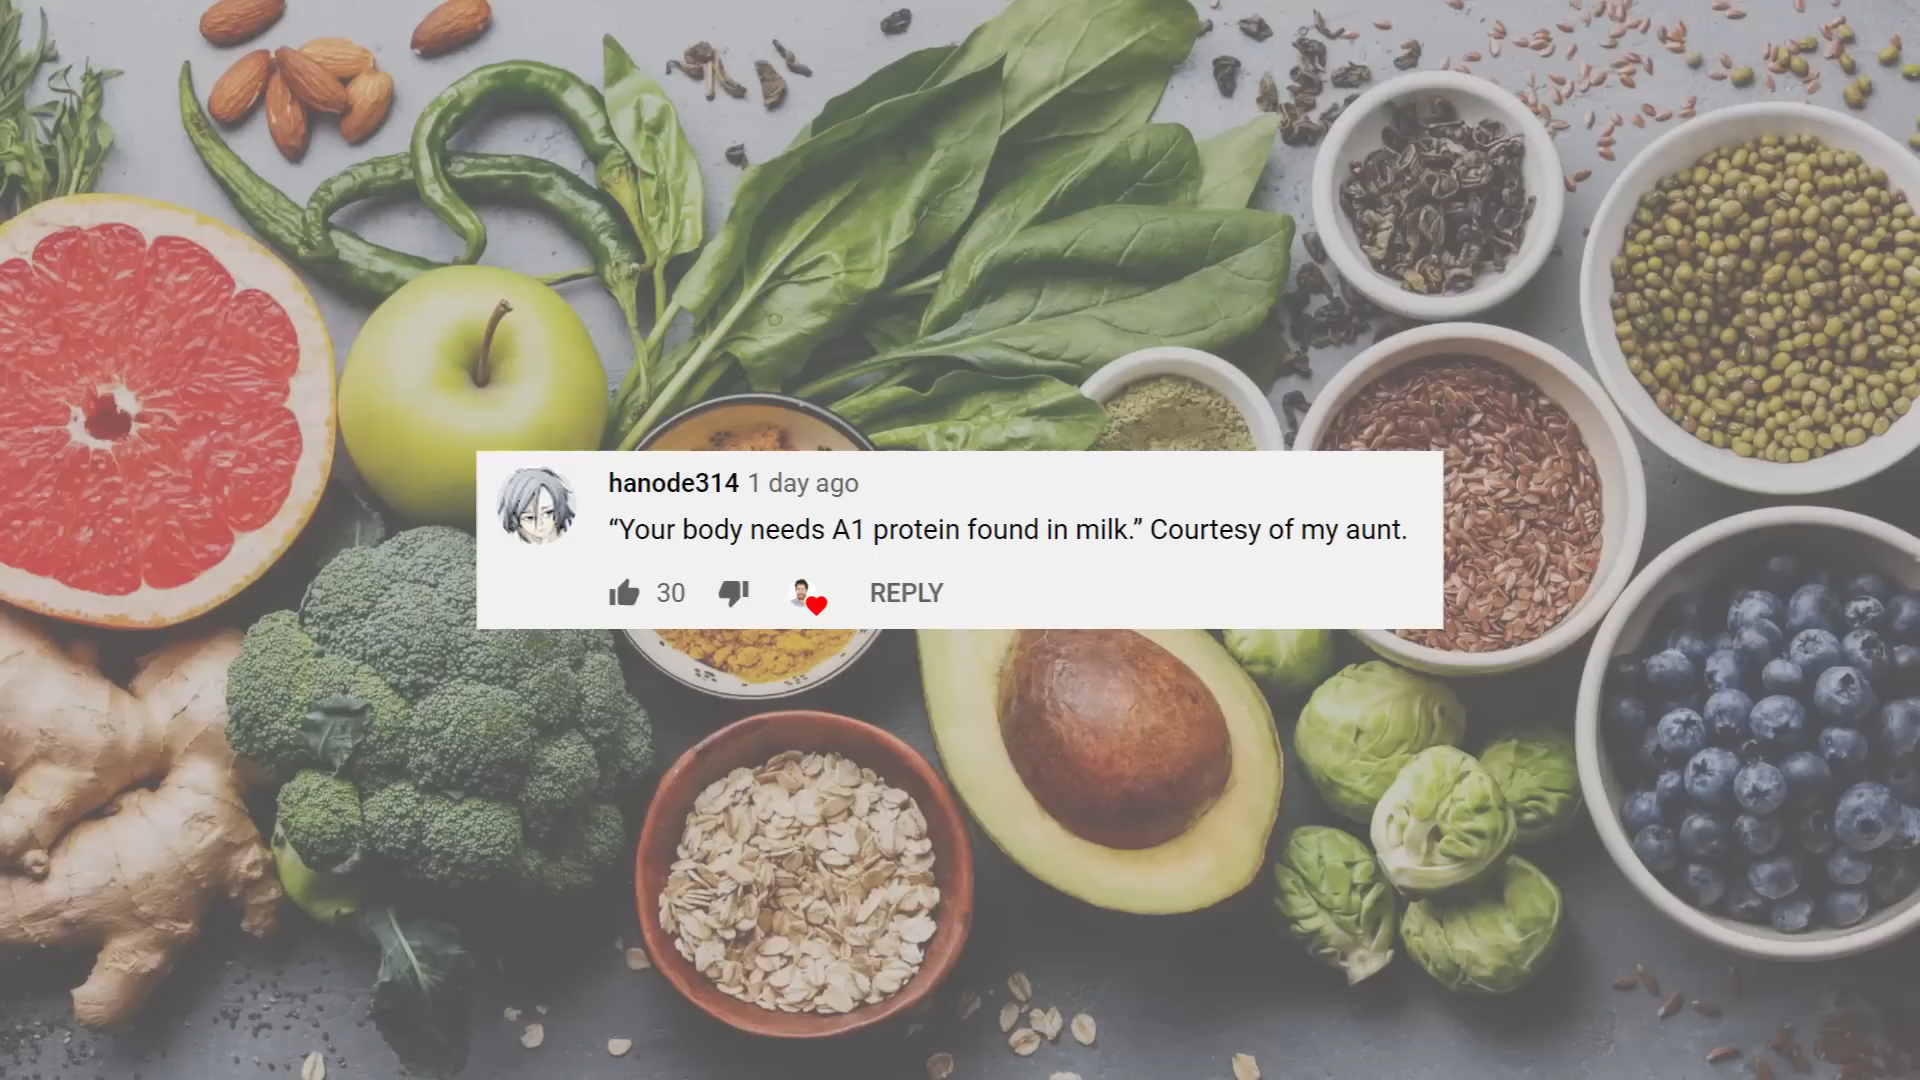 hanode314 1 day ago
“Your body needs A1 protein found in milk.” Courtesy of my aunt.
30 REPLY